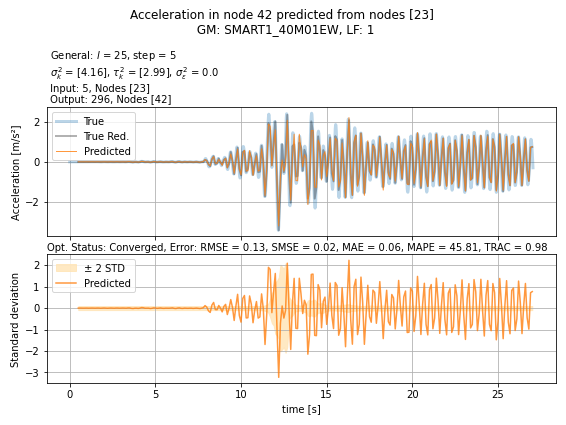 Acceleration in node 42 predicted from nodes [23]
GM: SMART1_40M01EW, LF: 1
General: l = 25, step = 5
σ²ₖ = [4.16], τ²ₖ = [2.99], σ²ε = 0.0
Input: 5, Nodes [23]
Output: 296, Nodes [42]
True
True Red.
Predicted
Acceleration [m/s²]
2
0
−2
Opt. Status: Converged, Error: RMSE = 0.13, SMSE = 0.02, MAE = 0.06, MAPE = 45.81, TRAC = 0.98
± 2 STD
Predicted
Standard deviation
2
1
0
−1
−2
−3
0 5 10 15 20 25
time [s]